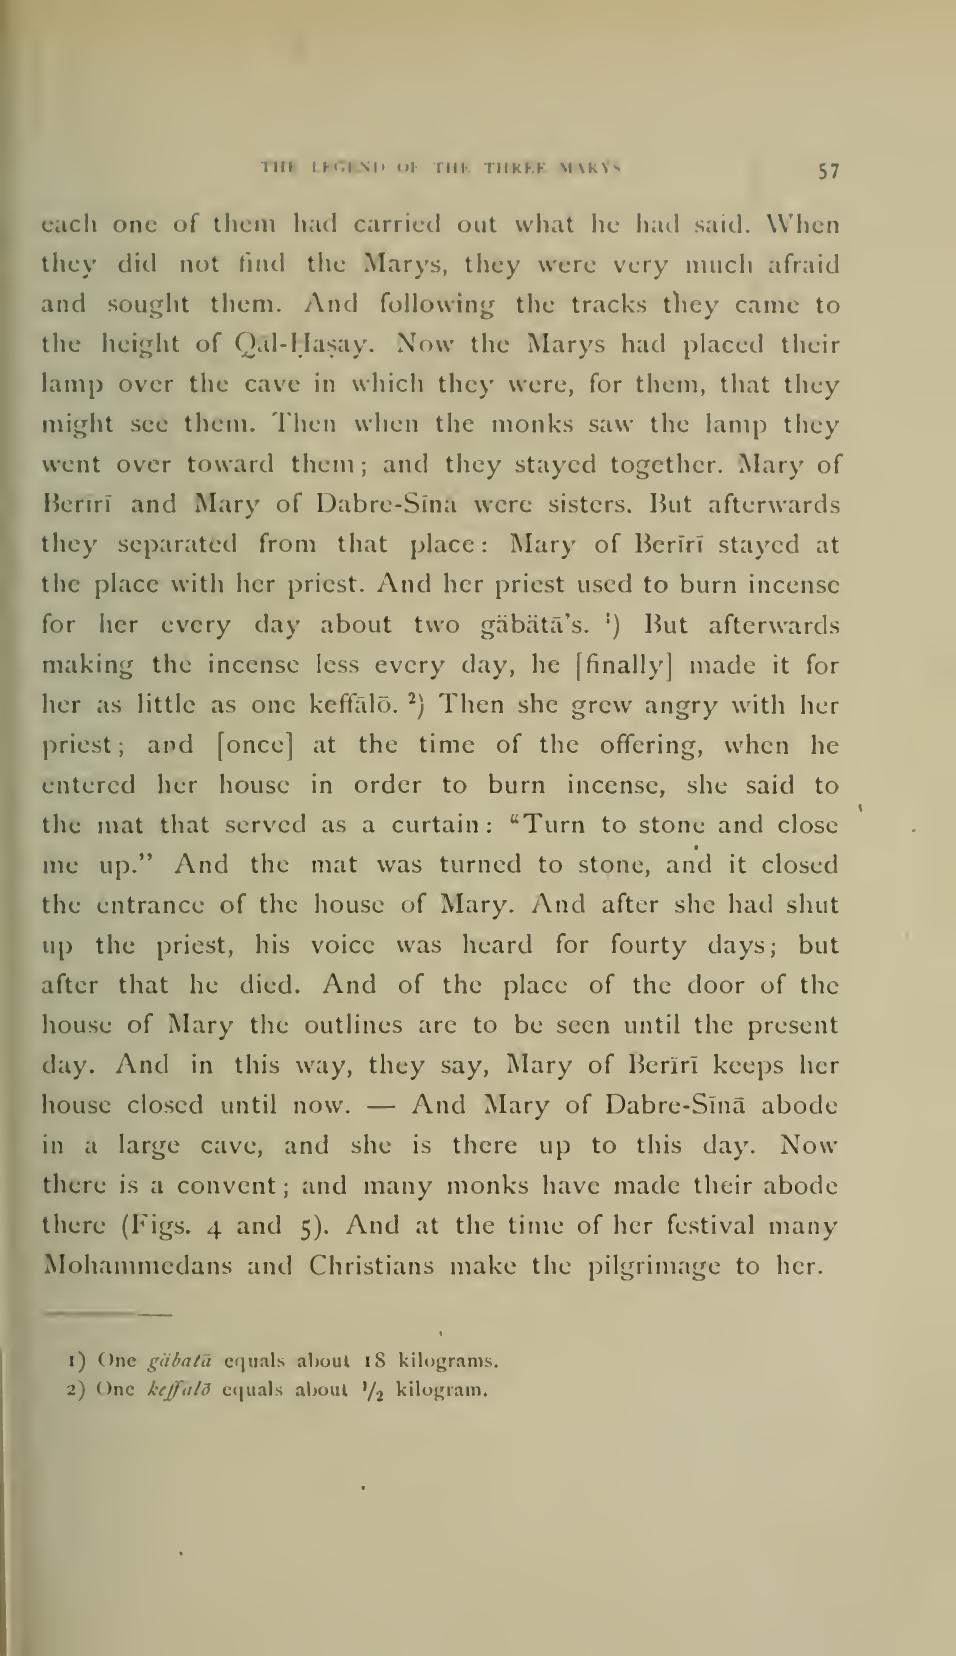 THE LEGEND OF THE THREE MARYS 57
each one of them had carried out what he had said. When
they did not find the Marys, they were very much afraid
and sought them. And following the tracks they came to
the height of Qāl-Ḥaṣay. Now the Marys had placed their
lamp over the cave in which they were, for them, that they
might see them. Then when the monks saw the lamp they
went over toward them; and they stayed together. Mary of
Berīrī and Mary of Dabre-Sīnā were sisters. But afterwards
they separated from that place: Mary of Berīrī stayed at
the place with her priest. And her priest used to burn incense
for her every day about two gäbätā's. ¹) But afterwards
making the incense less every day, he [finally] made it for
her as little as one keffālō. ²) Then she grew angry with her
priest; and [once] at the time of the offering, when he
entered her house in order to burn incense, she said to
the mat that served as a curtain: “Turn to stone and close
me up.” And the mat was turned to stone, and it closed
the entrance of the house of Mary. And after she had shut
up the priest, his voice was heard for fourty days; but
after that he died. And of the place of the door of the
house of Mary the outlines are to be seen until the present
day. And in this way, they say, Mary of Berīrī keeps her
house closed until now. — And Mary of Dabre-Sīnā abode
in a large cave, and she is there up to this day. Now
there is a convent; and many monks have made their abode
there (Figs. 4 and 5). And at the time of her festival many
Mohammedans and Christians make the pilgrimage to her.
1) One gäbatā equals about 18 kilograms.
2) One keffalō equals about ¹/₂ kilogram.